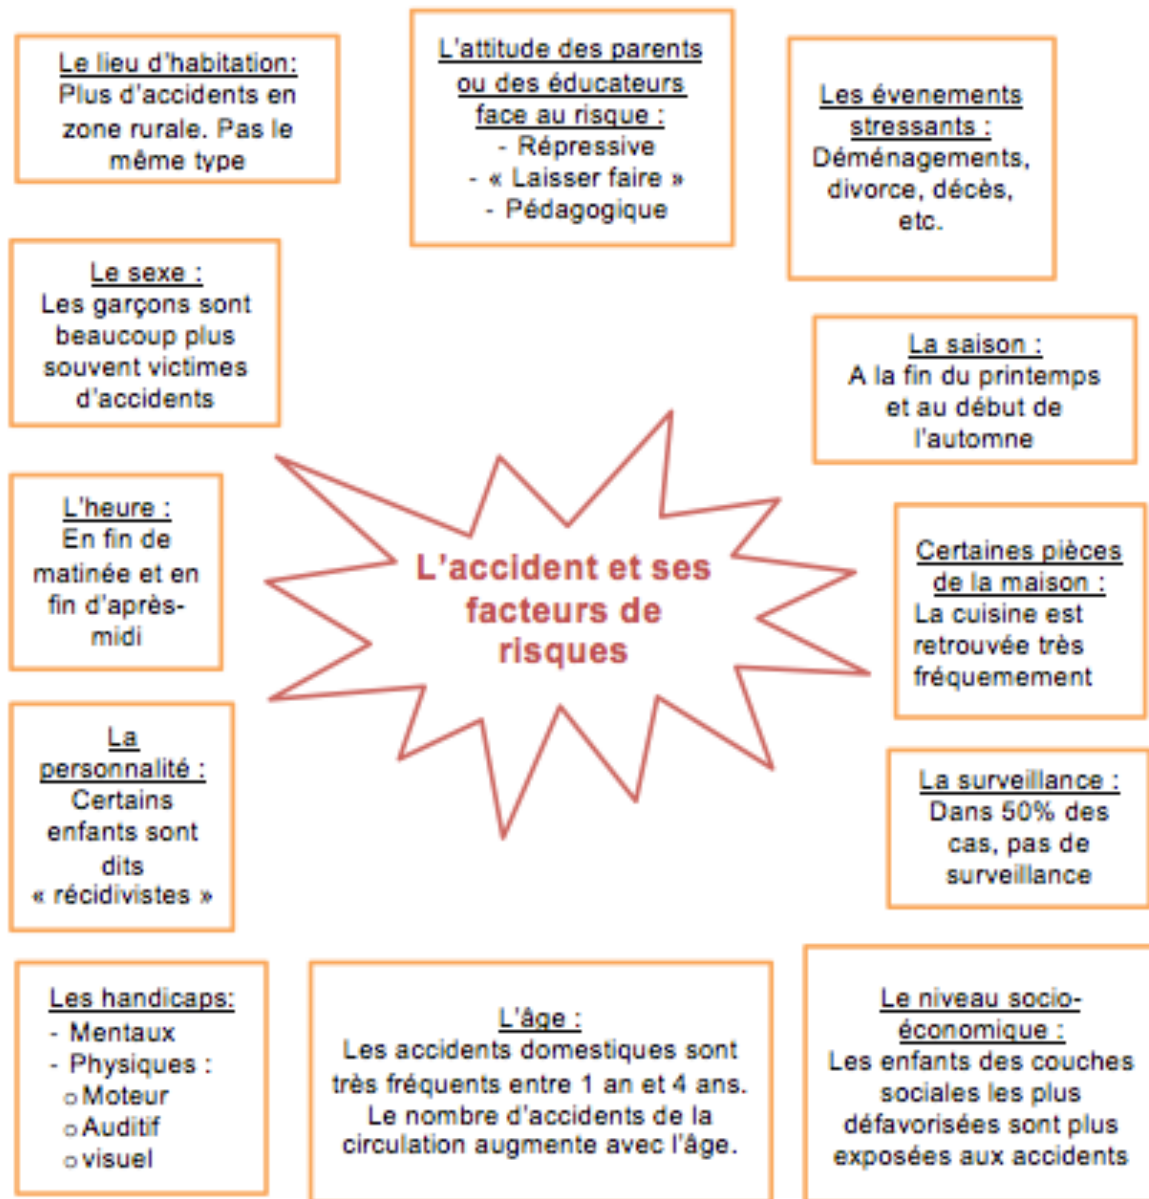 Le lieu d'habitation:
Plus d'accidents en
zone rurale. Pas le
même type
L'attitude des parents
ou des éducateurs
face au risque :
- Répressive
- « Laisser faire »
- Pédagogique
Les évenements
stressants :
Déménagements,
divorce, décès,
etc.
Le sexe :
Les garçons sont
beaucoup plus
souvent victimes
d'accidents
La saison :
A la fin du printemps
et au début de
l'automne
L'heure :
En fin de
matinée et en
fin d'après-
midi
L'accident et ses
facteurs de
risques
Certaines pièces
de la maison :
La cuisine est
retrouvée très
fréquemement
La
personnalité :
Certains
enfants sont
dits
« récidivistes »
La surveillance :
Dans 50% des
cas, pas de
surveillance
Les handicaps:
- Mentaux
- Physiques :
o Moteur
o Auditif
o visuel
L'âge :
Les accidents domestiques sont
très fréquents entre 1 an et 4 ans.
Le nombre d'accidents de la
circulation augmente avec l'âge.
Le niveau socio-
économique :
Les enfants des couches
sociales les plus
défavorisées sont plus
exposées aux accidents